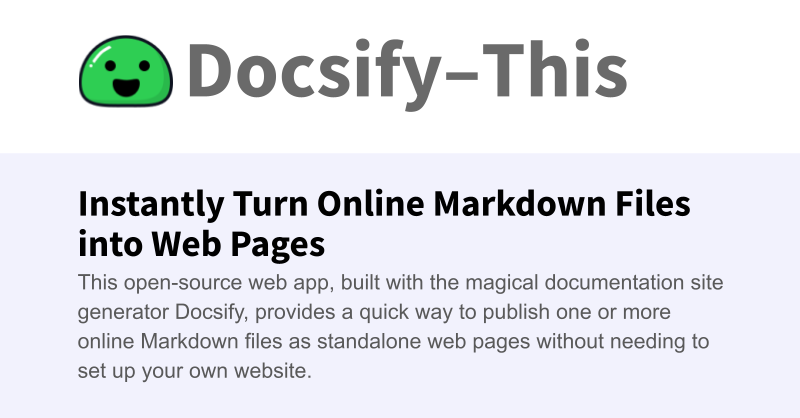 Docsify–This
Instantly Turn Online Markdown Files
into Web Pages
This open-source web app, built with the magical documentation site
generator Docsify, provides a quick way to publish one or more
online Markdown files as standalone web pages without needing to
set up your own website.